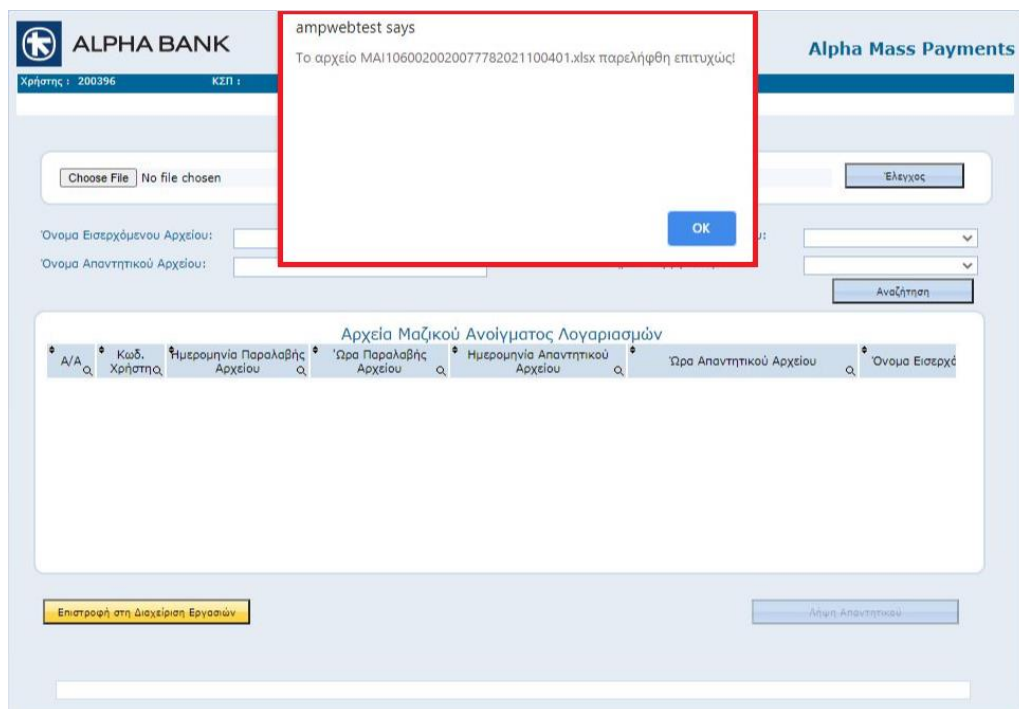 ALPHA BANK
ampwebtest says
Το αρχείο MAI1060020020077782021100401.xlsx παρελήφθη επιτυχώς!
OK
Alpha Mass Payments
Χρήστης : 200396 ΚΣΠ :
Choose File No file chosen
Έλεγχος
Όνομα Εισερχόμενου Αρχείου:
Όνομα Απαντητικού Αρχείου:
Αναζήτηση
Αρχεία Μαζικού Ανοίγματος Λογαριασμών
Α/Α Κωδ. Χρήστη Ημερομηνία Παραλαβής Αρχείου Ώρα Παραλαβής Αρχείου Ημερομηνία Απαντητικού Αρχείου Ώρα Απαντητικού Αρχείου Όνομα Εισερχό
Επιστροφή στη Διαχείριση Εργασιών
Λήψη Απαντητικού